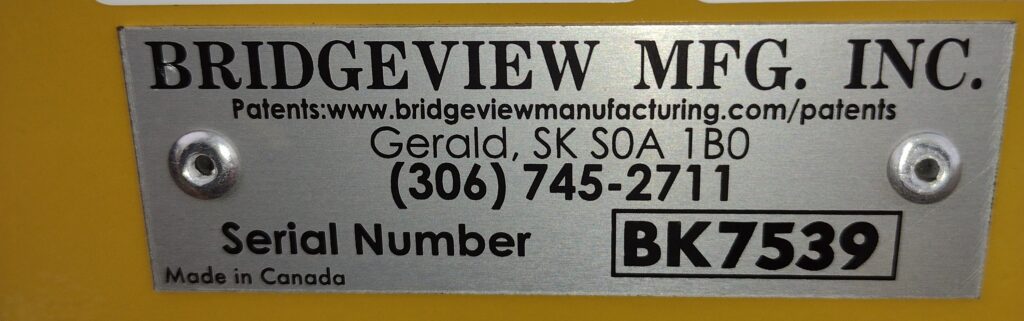 BRIDGEVIEW MFG. INC.
Patents:www.bridgeviewmanufacturing.com/patents
Gerald, SK S0A 1B0
(306) 745-2711
Serial Number BK7539
Made in Canada